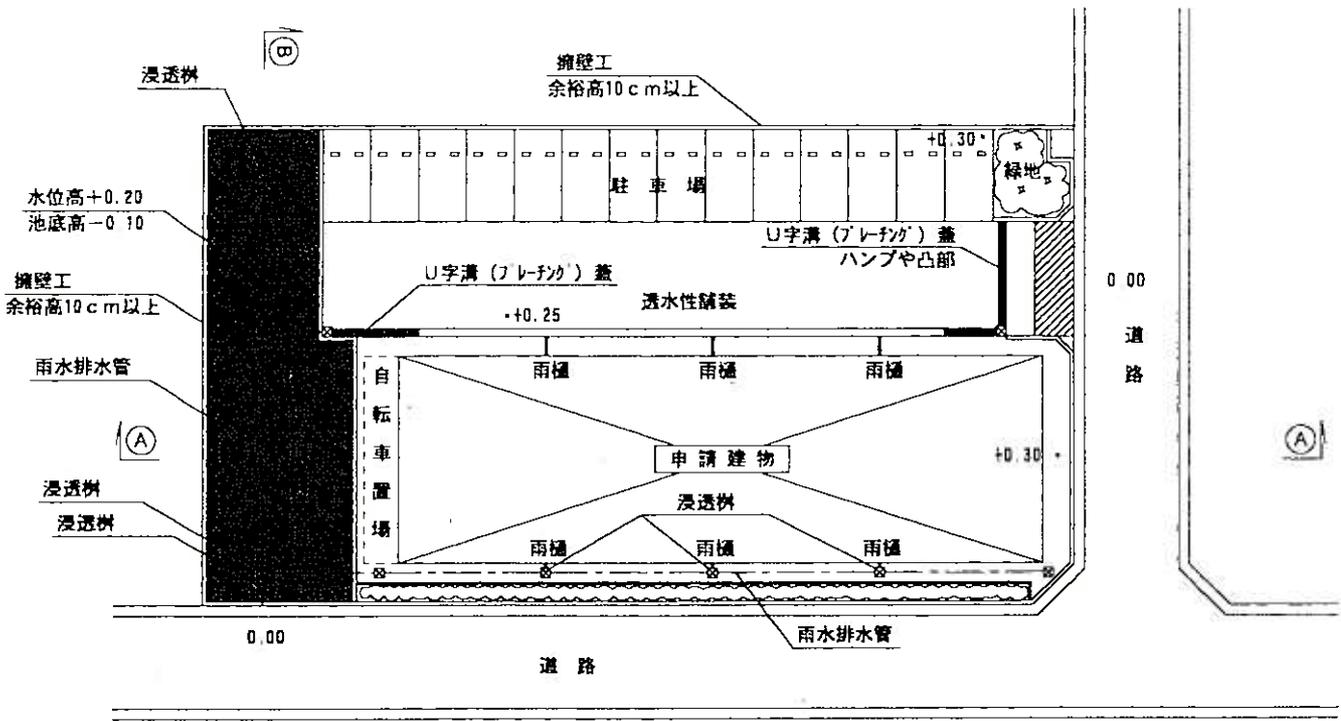 B
浸透桝
擁壁工
余裕高10cm以上
+0.30
緑地
駐車場
水位高+0.20
池底高-0.10
U字溝(ブレーチング)蓋
ハンプや凸部
0.00
道路
擁壁工
余裕高10cm以上
U字溝(ブレーチング)蓋
透水性舗装
+0.25
雨水排水管
雨樋
雨樋
雨樋
自転車置場
A
申請建物
+0.30
A
浸透桝
浸透桝
浸透桝
雨樋
雨樋
雨樋
0.00
雨水排水管
道路